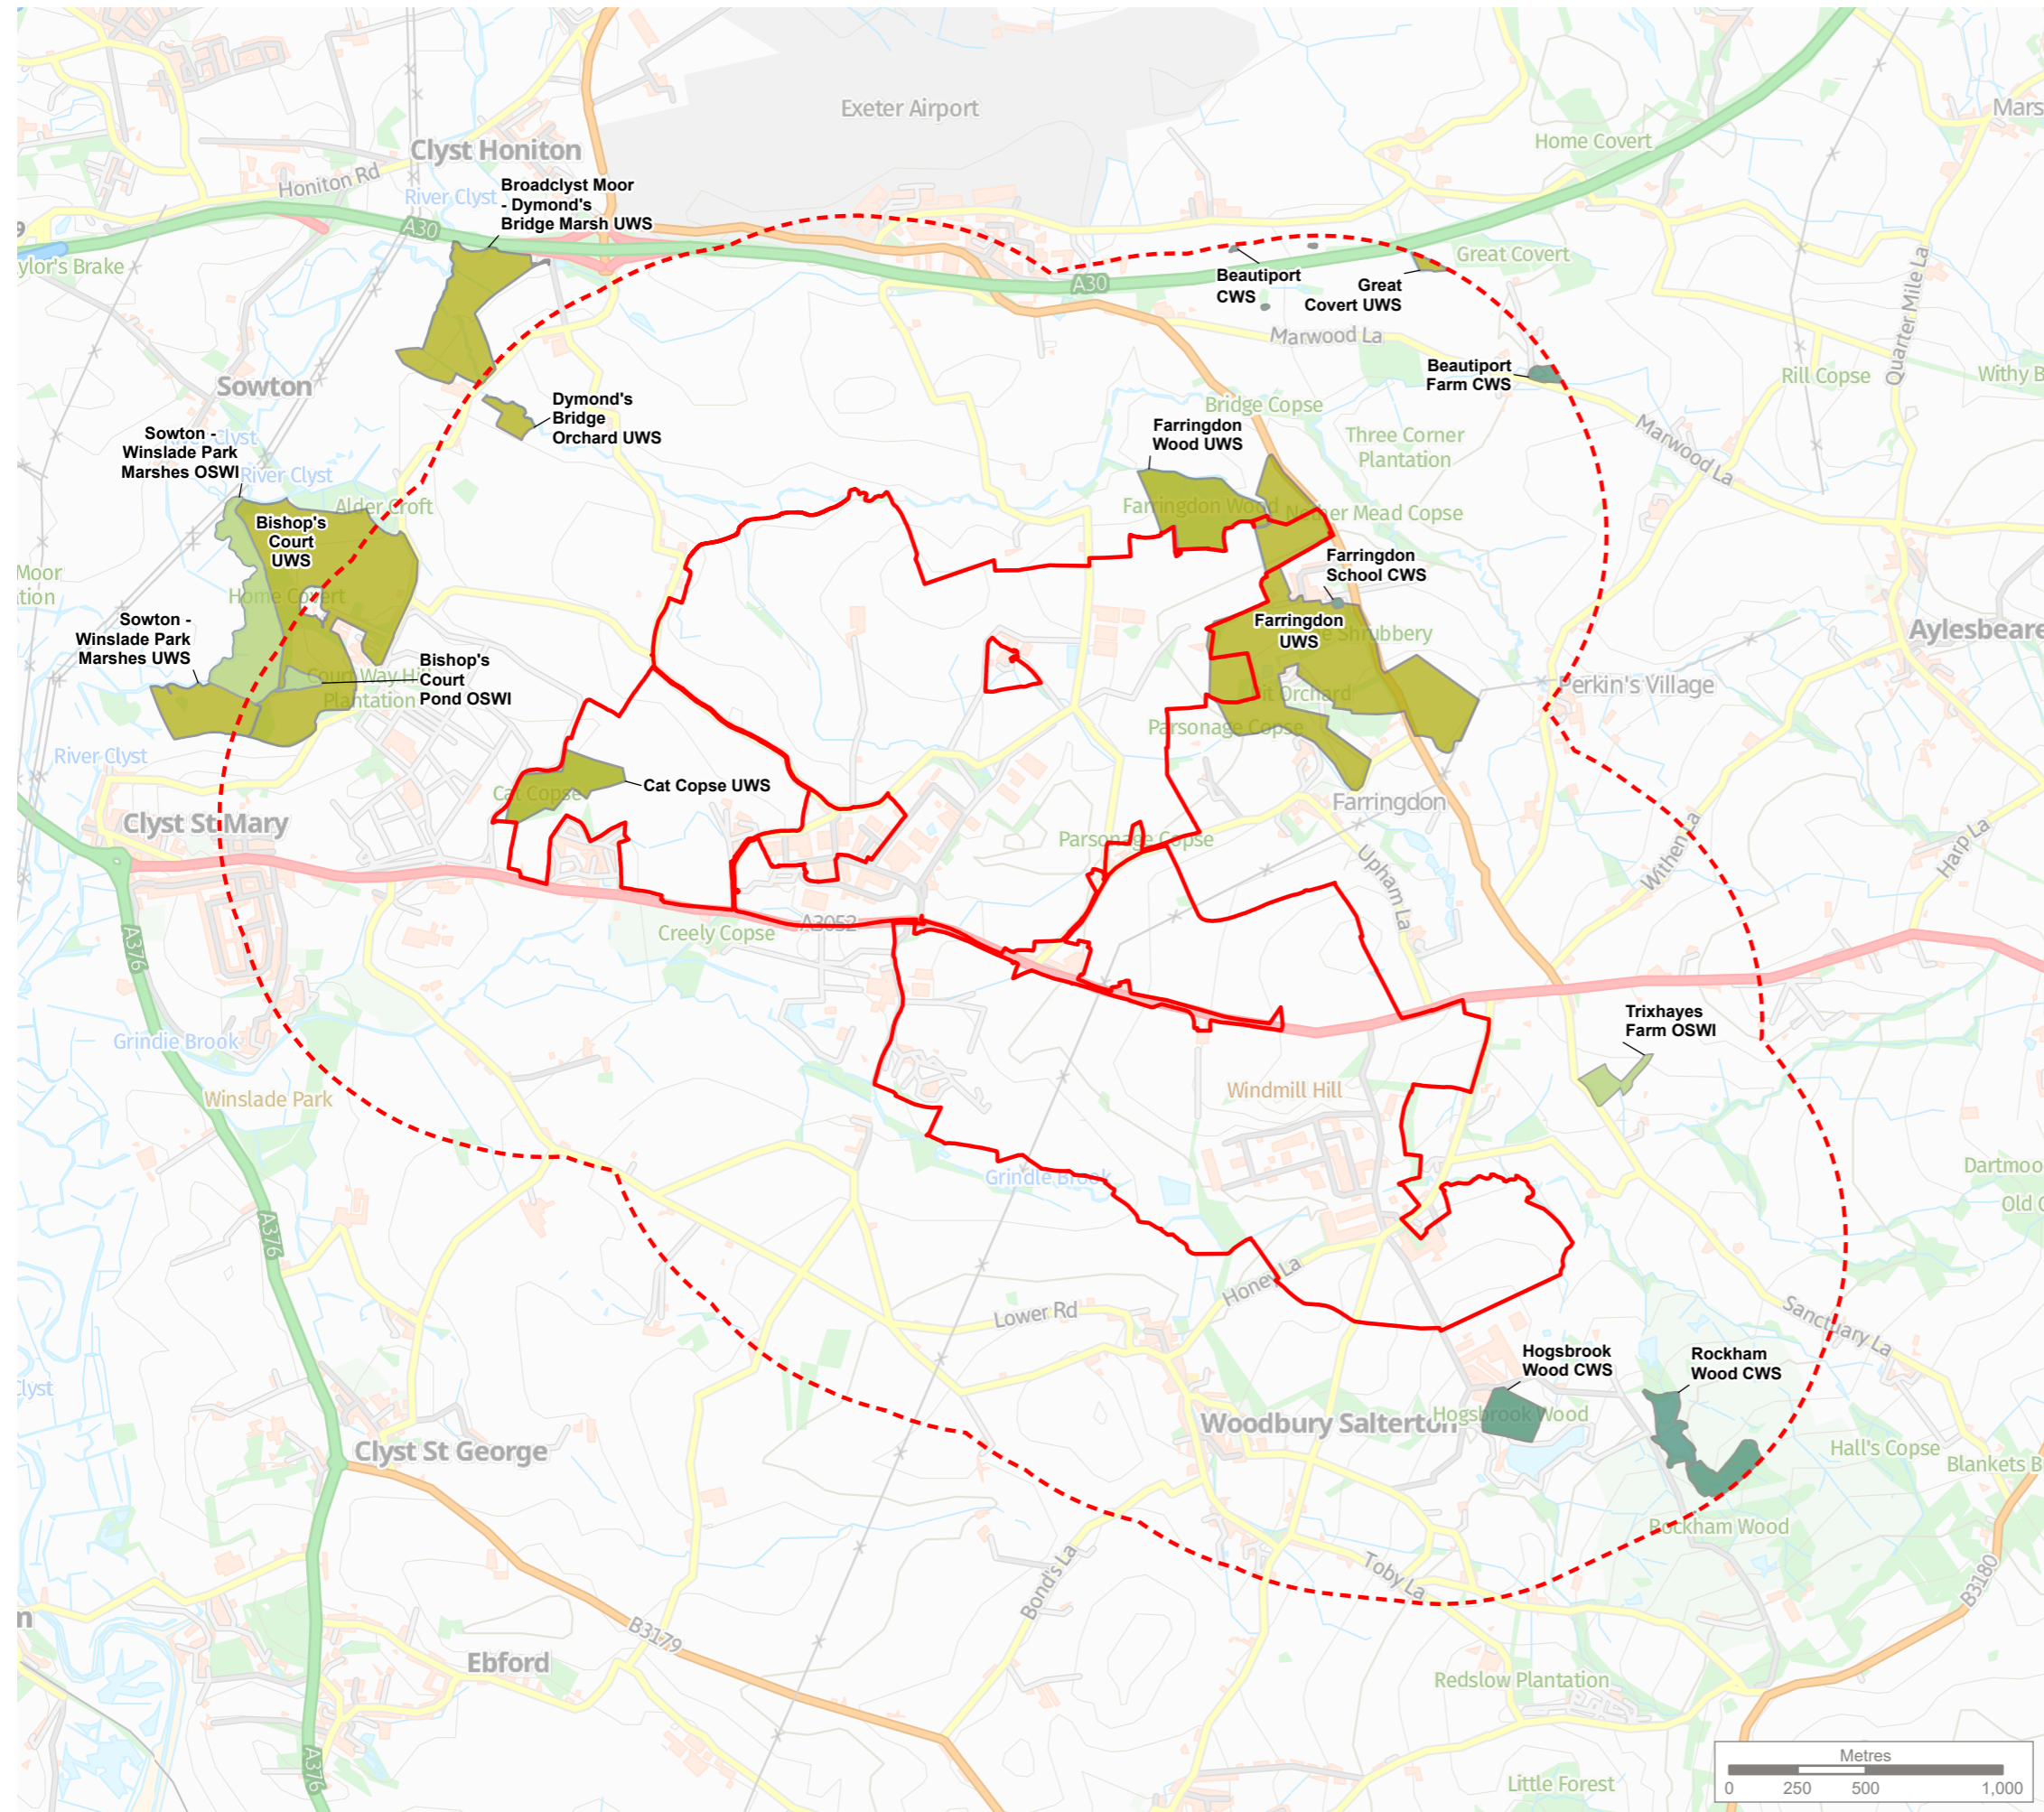 Exeter Airport
Mars
Home Covert
Clyst Honiton
Honiton Rd
River Clyst
Broadclyst Moor
- Dymond's
Bridge Marsh UWS
A30
9
ylor's Brake
A30
Beautiport
CWS
Great Covert
Great
Covert UWS
Quarter Mile La
Marwood La
Sowton
Beautiport
Farm CWS
Rill Copse
Withy B
Dymond's
Bridge
Orchard UWS
Bridge Copse
Farringdon
Wood UWS
Three Corner
Plantation
Marwood La
Sowton -
Winslade Park
Marshes OSWI
River Clyst
River Clyst
Alder Croft
Bishop's
Court
UWS
Farringdon Wood
Nether Mead Copse
Farringdon
School CWS
Moor
tion
Home Covert
Farringdon
UWS
e Shrubbery
Aylesbeare
Sowton -
Winslade Park
Marshes UWS
Court Way Hill
Plantation
Bishop's
Court
Pond OSWI
it Orchard
Perkin's Village
Parsonage Copse
River Clyst
Cat Copse
Cat Copse UWS
Farringdon
Clyst St Mary
Parsonage Copse
Upham La
Withen La
Harp La
A3052
Creely Copse
A376
Trixhayes
Farm OSWI
Grindle Brook
Winslade Park
Windmill Hill
Grindle Brook
Dartmoo
Old C
A376
Honey La
Lower Rd
Sanctuary La
Hogsbrook
Wood CWS
Rockham
Wood CWS
Clyst
Woodbury Salterton
Hogsbrook Wood
Clyst St George
Hall's Copse
Blankets B
Rockham Wood
Toby La
Bond's La
B3180
m
B3179
Ebford
Redslow Plantation
A376
Little Forest
Metres
0 250 500 1,000